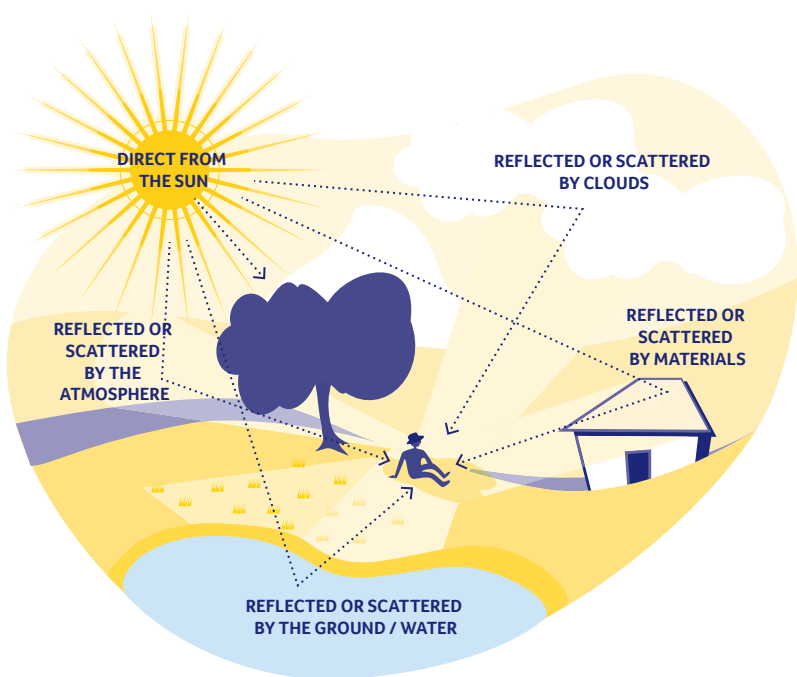 DIRECT FROM
THE SUN
REFLECTED OR SCATTERED
BY CLOUDS
REFLECTED OR
SCATTERED
BY THE
ATMOSPHERE
REFLECTED OR
SCATTERED
BY MATERIALS
REFLECTED OR SCATTERED
BY THE GROUND / WATER